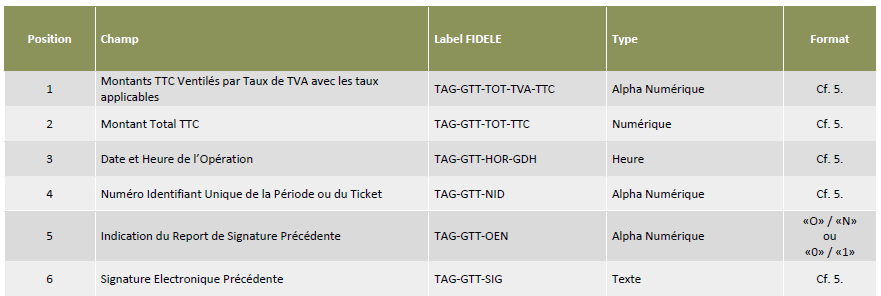 Position Champ Label FIDELE Type Format
1 Montants TTC Ventilés par Taux de TVA avec les taux applicables TAG-GTT-TOT-TVA-TTC Alpha Numérique Cf. 5.
2 Montant Total TTC TAG-GTT-TOT-TTC Numérique Cf. 5.
3 Date et Heure de l’Opération TAG-GTT-HOR-GDH Heure Cf. 5.
4 Numéro Identifiant Unique de la Période ou du Ticket TAG-GTT-NID Alpha Numérique Cf. 5.
5 Indication du Report de Signature Précédente TAG-GTT-OEN Alpha Numérique «O» / «N»
ou
«0» / «1»
6 Signature Electronique Précédente TAG-GTT-SIG Texte Cf. 5.